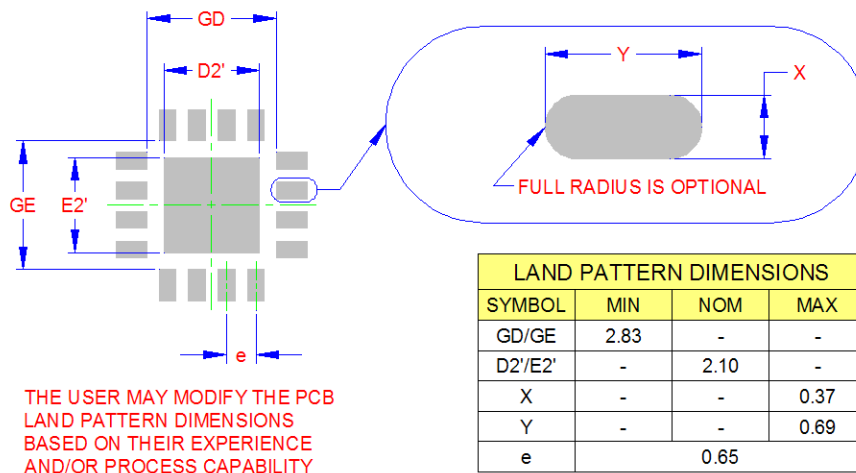 GD
D2'
GE
E2'
e
Y
X
FULL RADIUS IS OPTIONAL
THE USER MAY MODIFY THE PCB
LAND PATTERN DIMENSIONS
BASED ON THEIR EXPERIENCE
AND/OR PROCESS CAPABILITY
LAND PATTERN DIMENSIONS
SYMBOL MIN NOM MAX
GD/GE 2.83 - -
D2'/E2' - 2.10 -
X - - 0.37
Y - - 0.69
e 0.65